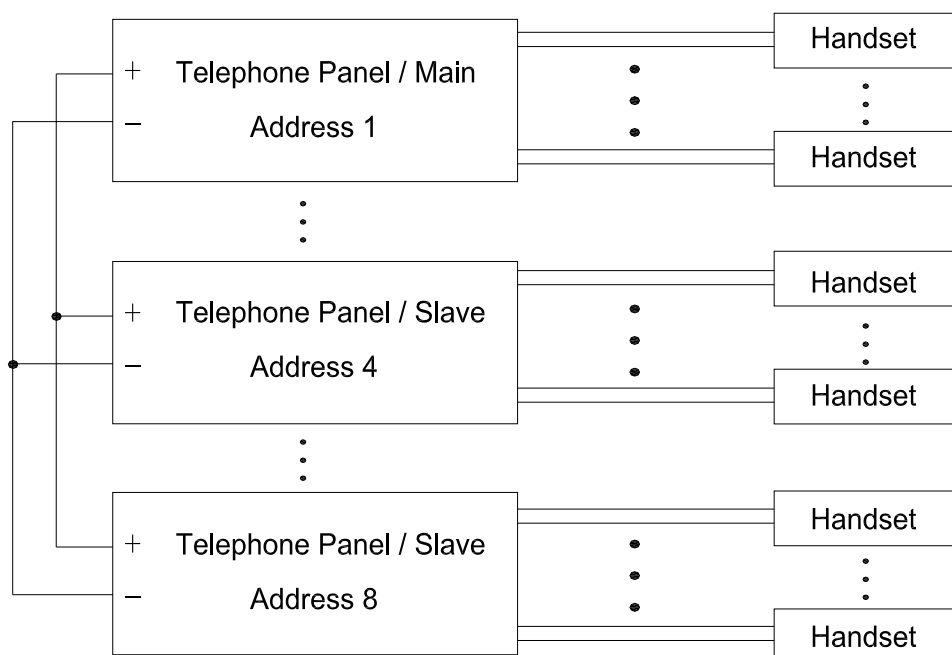 + Telephone Panel / Main
− Address 1
Handset
Handset
+ Telephone Panel / Slave
− Address 4
Handset
Handset
+ Telephone Panel / Slave
− Address 8
Handset
Handset